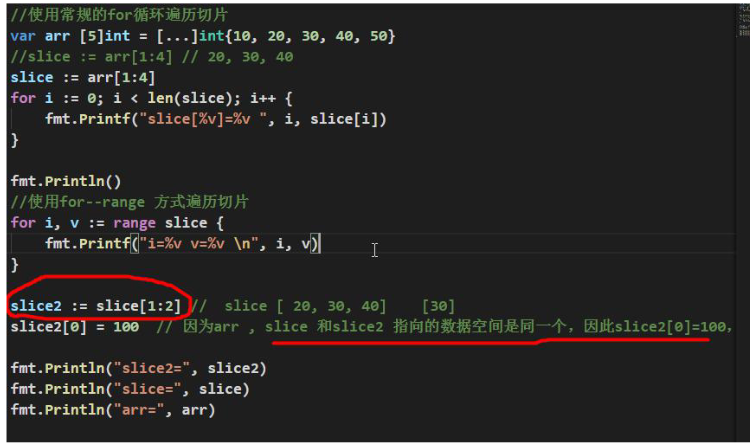 //使用常规的for循环遍历切片
var arr [5]int = [...]int{10, 20, 30, 40, 50}
//slice := arr[1:4] // 20, 30, 40
slice := arr[1:4]
for i := 0; i < len(slice); i++ {
fmt.Printf("slice[%v]=%v ", i, slice[i])
}
fmt.Println()
//使用for--range 方式遍历切片
for i, v := range slice {
fmt.Printf("i=%v v=%v \n", i, v)
}
slice2 := slice[1:2] // slice [ 20, 30, 40] [30]
slice2[0] = 100 // 因为arr , slice 和slice2 指向的数据空间是同一个，因此slice2[0]=100，
fmt.Println("slice2=", slice2)
fmt.Println("slice=", slice)
fmt.Println("arr=", arr)